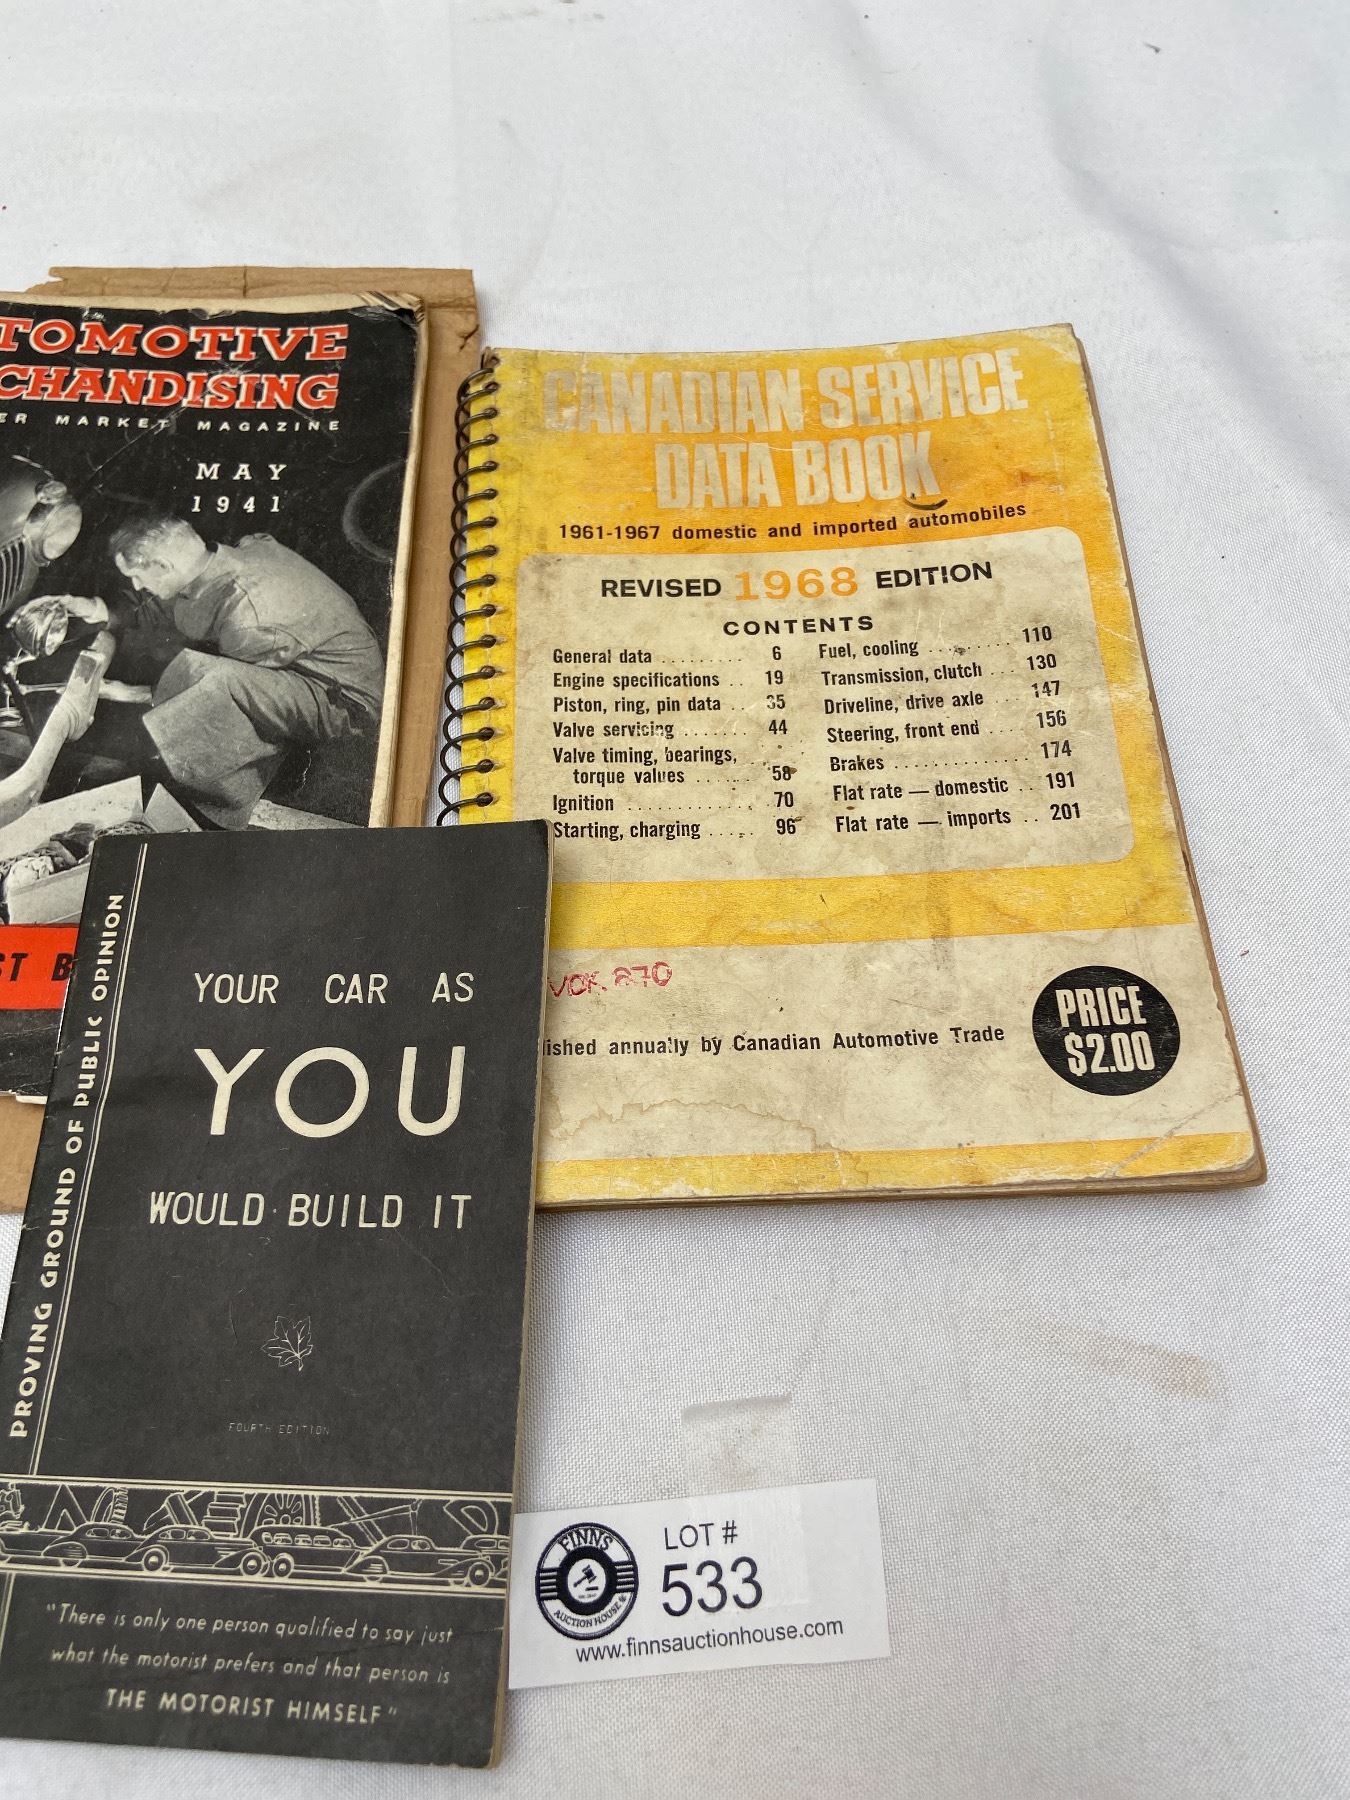 TOMOTIVE
CHANDISING
ER MARKET MAGAZINE
MAY
1941
ST B
CANADIAN SERVICE
DATA BOOK
1961-1967 domestic and imported automobiles
REVISED 1968 EDITION
CONTENTS
General data ......... 6
Engine specifications .. 19
Piston, ring, pin data .. 35
Valve servicing ....... 44
Valve timing, bearings,
torque values ...... 58
Ignition ............ 70
Starting, charging ..... 96
Fuel, cooling ......... 110
Transmission, clutch ... 130
Driveline, drive axle ... 147
Steering, front end ... 156
Brakes ............. 174
Flat rate — domestic .. 191
Flat rate — imports .. 201
VOK 270
ished annually by Canadian Automotive Trade
PRICE
$2.00
PROVING GROUND OF PUBLIC OPINION
YOUR CAR AS
YOU
WOULD BUILD IT
FOURTH EDITION
"There is only one person qualified to say just
what the motorist prefers and that person is
THE MOTORIST HIMSELF"
FINNS
AUCTION HOUSE
LOT #
533
www.finnsauctionhouse.com